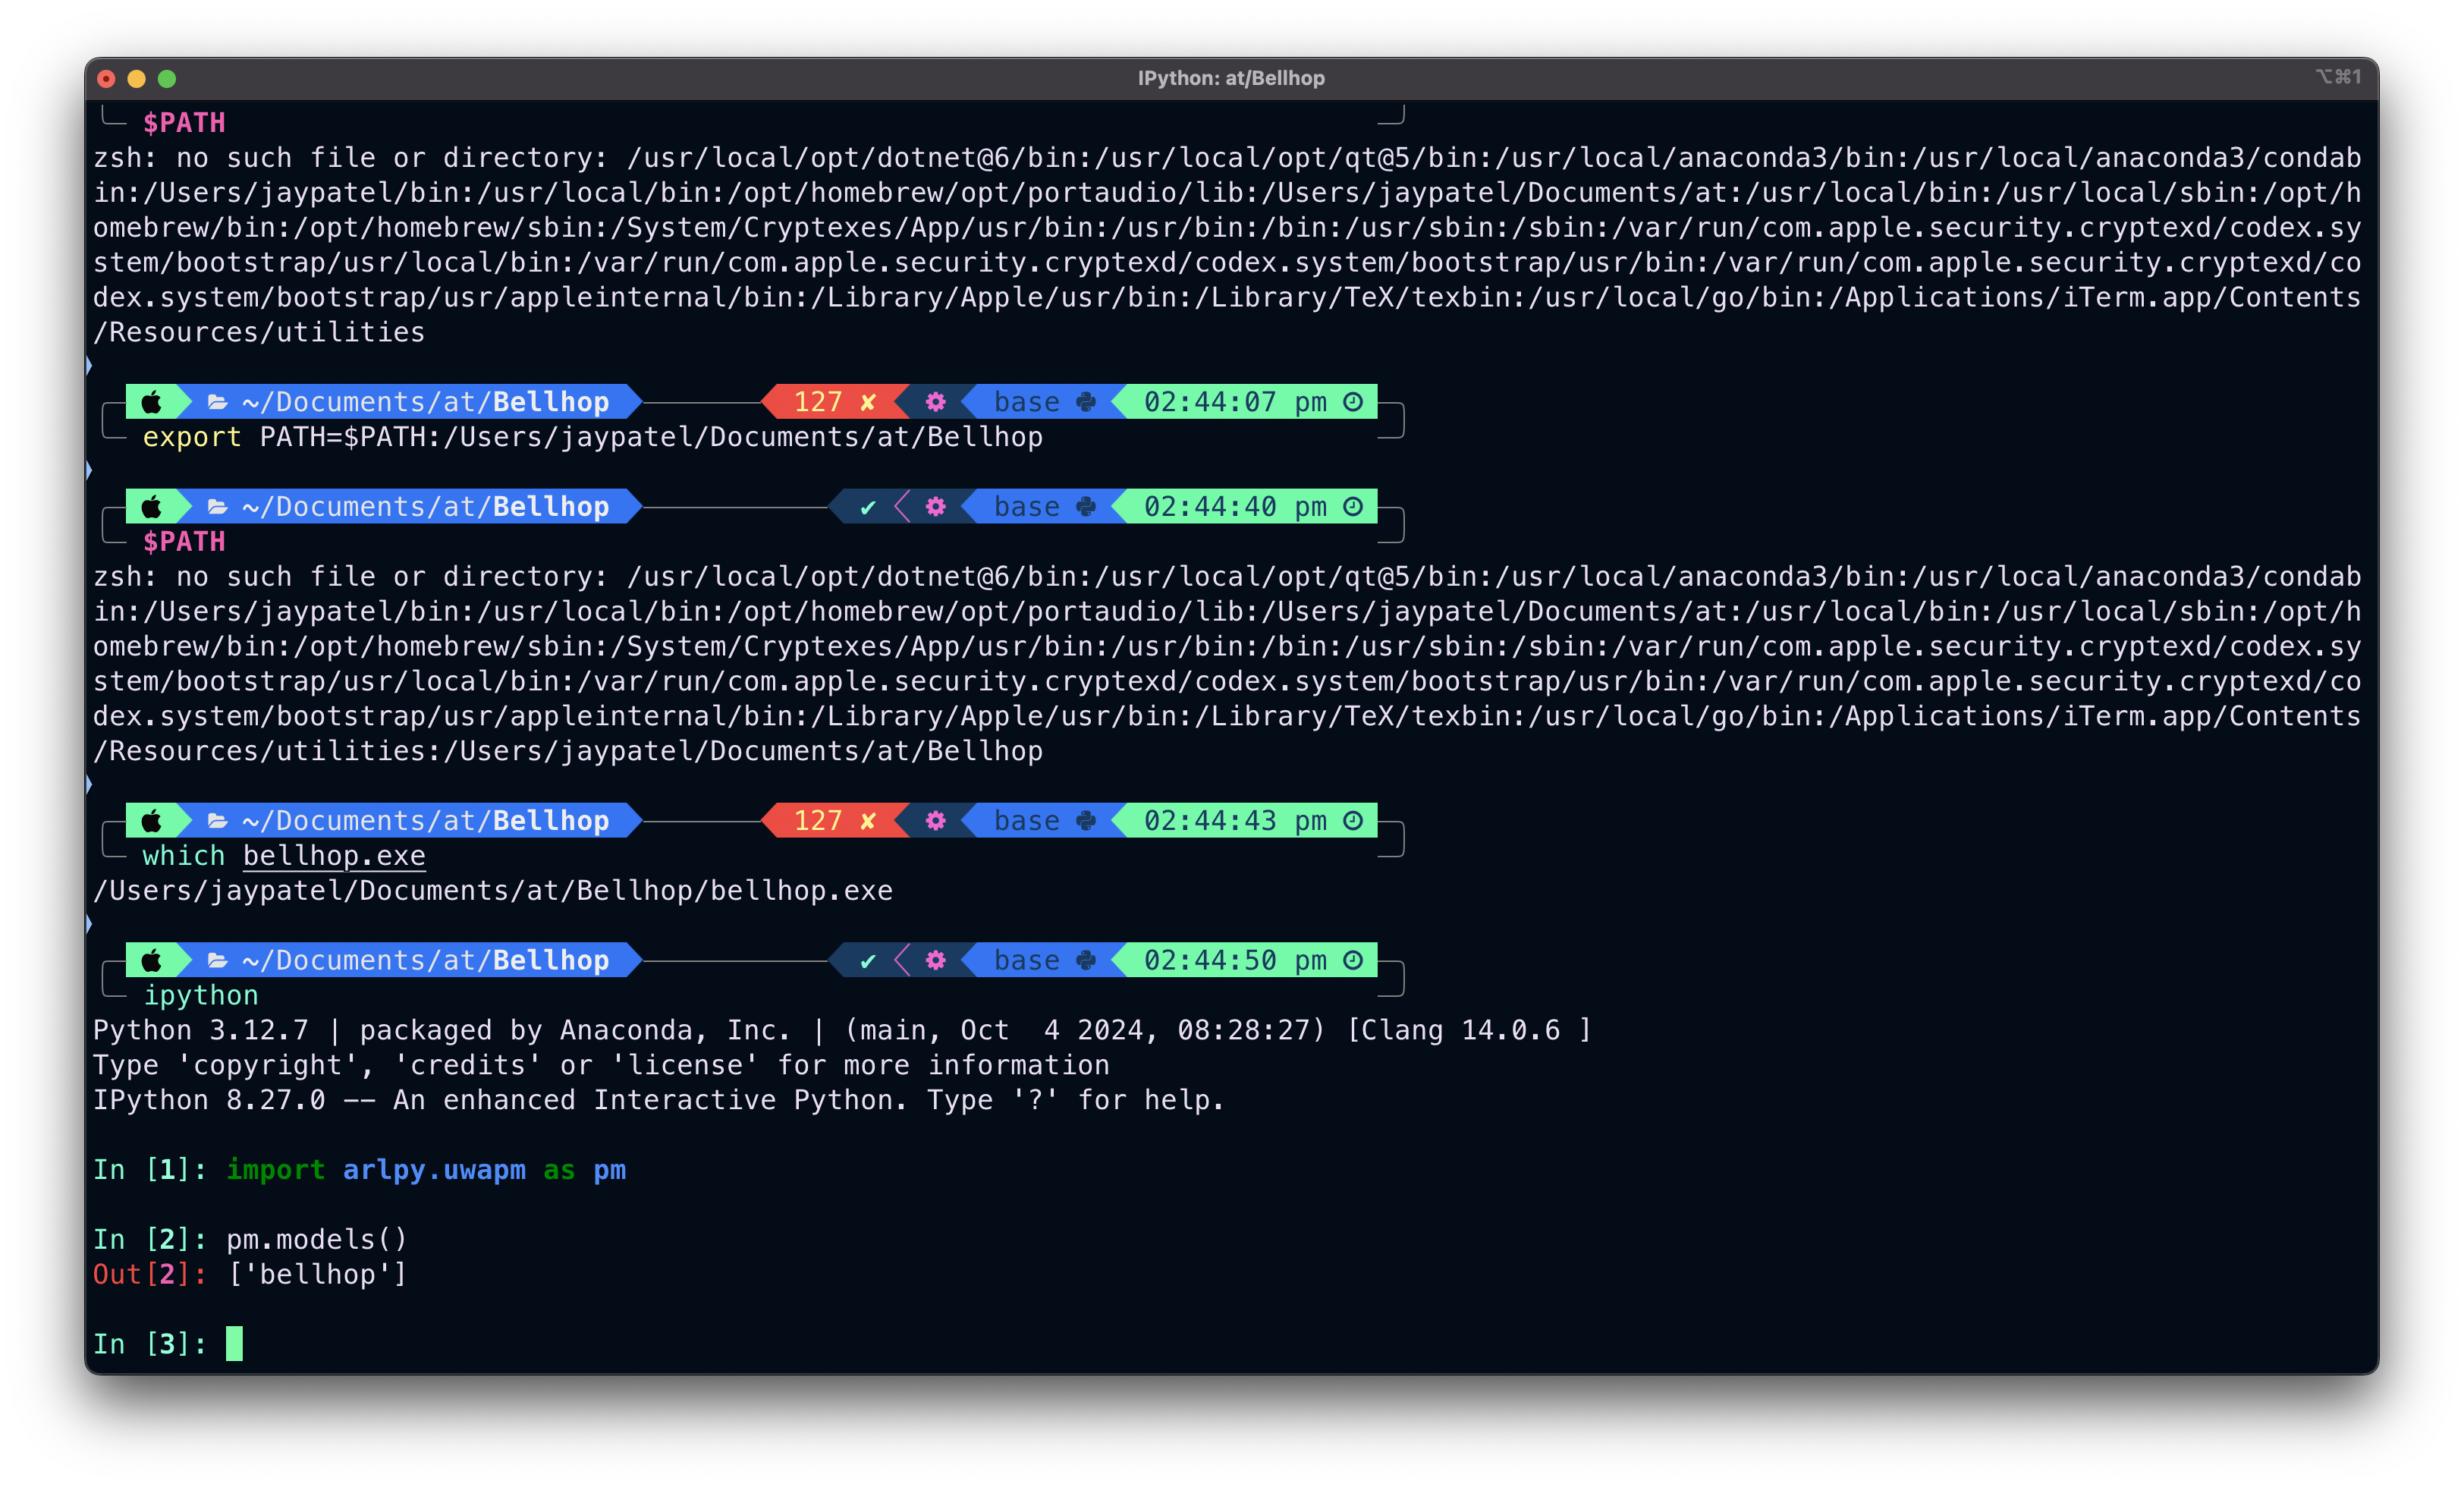 IPython: at/Bellhop
⌥⌘1
$PATH
zsh: no such file or directory: /usr/local/opt/dotnet@6/bin:/usr/local/opt/qt@5/bin:/usr/local/anaconda3/bin:/usr/local/anaconda3/condab
in:/Users/jaypatel/bin:/usr/local/bin:/opt/homebrew/opt/portaudio/lib:/Users/jaypatel/Documents/at:/usr/local/bin:/usr/local/sbin:/opt/h
omebrew/bin:/opt/homebrew/sbin:/System/Cryptexes/App/usr/bin:/usr/bin:/bin:/usr/sbin:/sbin:/var/run/com.apple.security.cryptexd/codex.sy
stem/bootstrap/usr/local/bin:/var/run/com.apple.security.cryptexd/codex.system/bootstrap/usr/bin:/var/run/com.apple.security.cryptexd/co
dex.system/bootstrap/usr/appleinternal/bin:/Library/Apple/usr/bin:/Library/TeX/texbin:/usr/local/go/bin:/Applications/iTerm.app/Contents
/Resources/utilities
~/Documents/at/Bellhop 127 ✘ base 02:44:07 pm
export PATH=$PATH:/Users/jaypatel/Documents/at/Bellhop
~/Documents/at/Bellhop ✔ base 02:44:40 pm
$PATH
zsh: no such file or directory: /usr/local/opt/dotnet@6/bin:/usr/local/opt/qt@5/bin:/usr/local/anaconda3/bin:/usr/local/anaconda3/condab
in:/Users/jaypatel/bin:/usr/local/bin:/opt/homebrew/opt/portaudio/lib:/Users/jaypatel/Documents/at:/usr/local/bin:/usr/local/sbin:/opt/h
omebrew/bin:/opt/homebrew/sbin:/System/Cryptexes/App/usr/bin:/usr/bin:/bin:/usr/sbin:/sbin:/var/run/com.apple.security.cryptexd/codex.sy
stem/bootstrap/usr/local/bin:/var/run/com.apple.security.cryptexd/codex.system/bootstrap/usr/bin:/var/run/com.apple.security.cryptexd/co
dex.system/bootstrap/usr/appleinternal/bin:/Library/Apple/usr/bin:/Library/TeX/texbin:/usr/local/go/bin:/Applications/iTerm.app/Contents
/Resources/utilities:/Users/jaypatel/Documents/at/Bellhop
~/Documents/at/Bellhop 127 ✘ base 02:44:43 pm
which bellhop.exe
/Users/jaypatel/Documents/at/Bellhop/bellhop.exe
~/Documents/at/Bellhop ✔ base 02:44:50 pm
ipython
Python 3.12.7 | packaged by Anaconda, Inc. | (main, Oct  4 2024, 08:28:27) [Clang 14.0.6 ]
Type 'copyright', 'credits' or 'license' for more information
IPython 8.27.0 -- An enhanced Interactive Python. Type '?' for help.
In [1]: import arlpy.uwapm as pm
In [2]: pm.models()
Out[2]: ['bellhop']
In [3]: